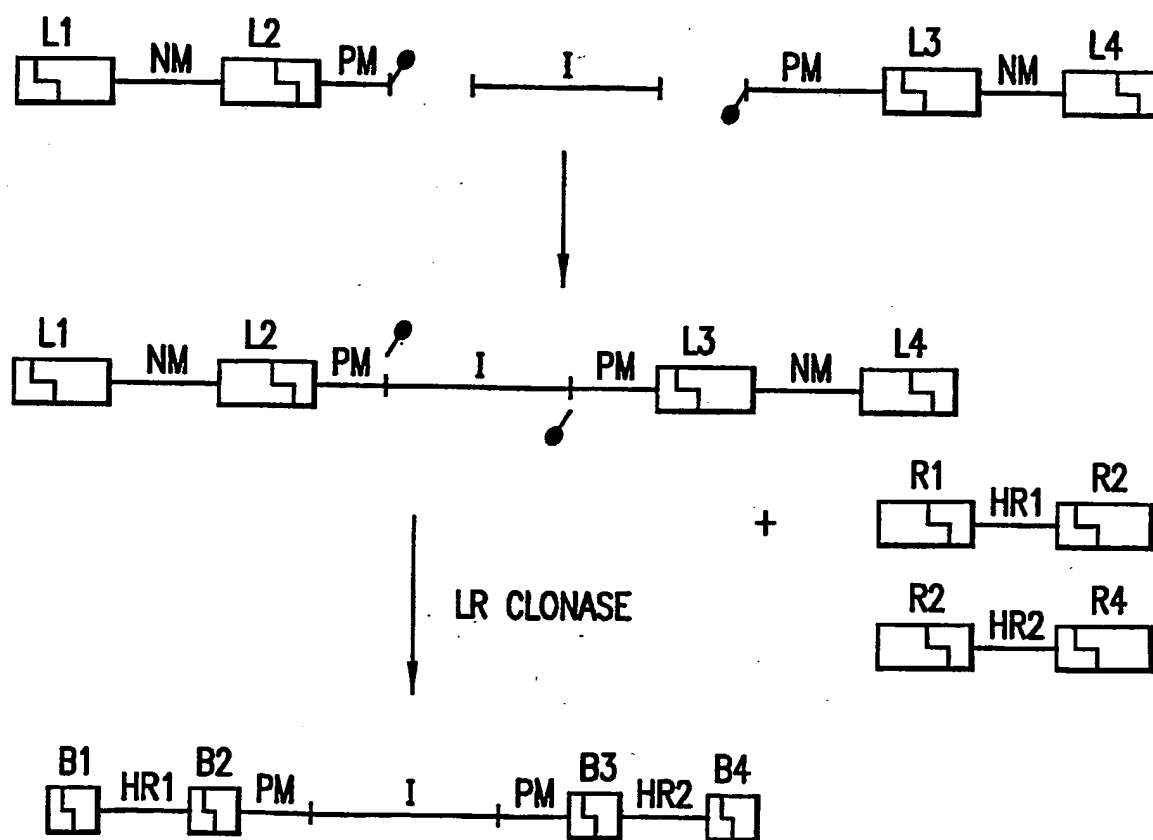 L1 NM L2 PM I PM L3 NM L4
L1 NM L2 PM I PM L3 NM L4
+ R1 HR1 R2
R2 HR2 R4
LR CLONASE
B1 HR1 B2 PM I PM B3 HR2 B4